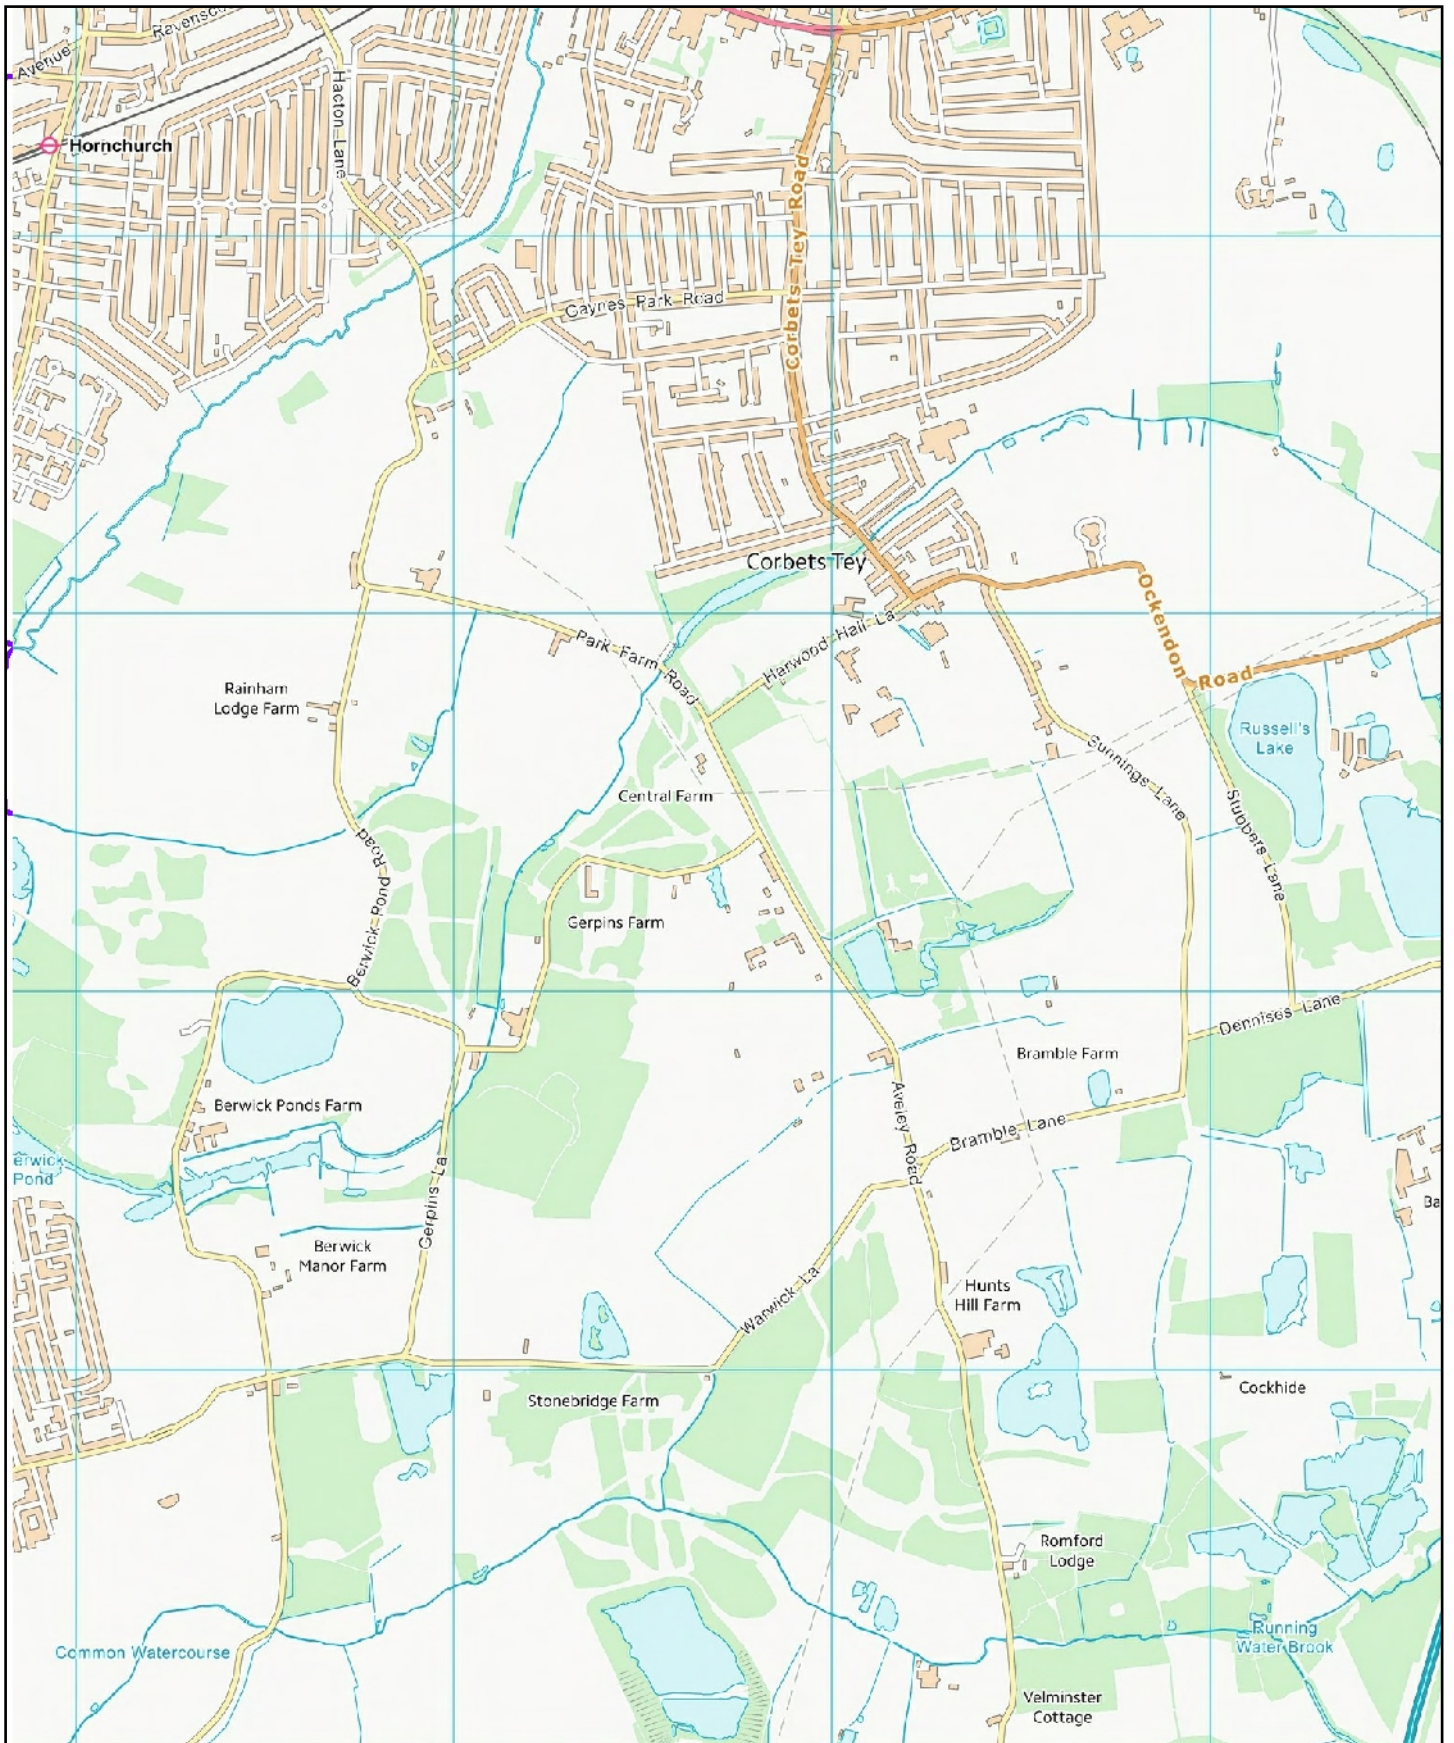 Avenue
Hornchurch
Hacton Lane
Corbets Tey Road
Gaynes Park Road
Corbets Tey
Ockendon
Road
Park Farm
Road
Harwood Hall La
Rainham
Lodge Farm
Russell's
Lake
Sunnings Lane
Stubbers Lane
Central Farm
Berwick Pond Road
Gerpins Farm
Dennises Lane
Bramble Farm
Berwick Ponds Farm
Aveley Road
Bramble Lane
erwick
Pond
Gerpins La
Ba
Berwick
Manor Farm
Hunts
Hill Farm
Warwick La
Cockhide
Stonebridge Farm
Romford
Lodge
Common Watercourse
Running
Water Brook
Velminster
Cottage